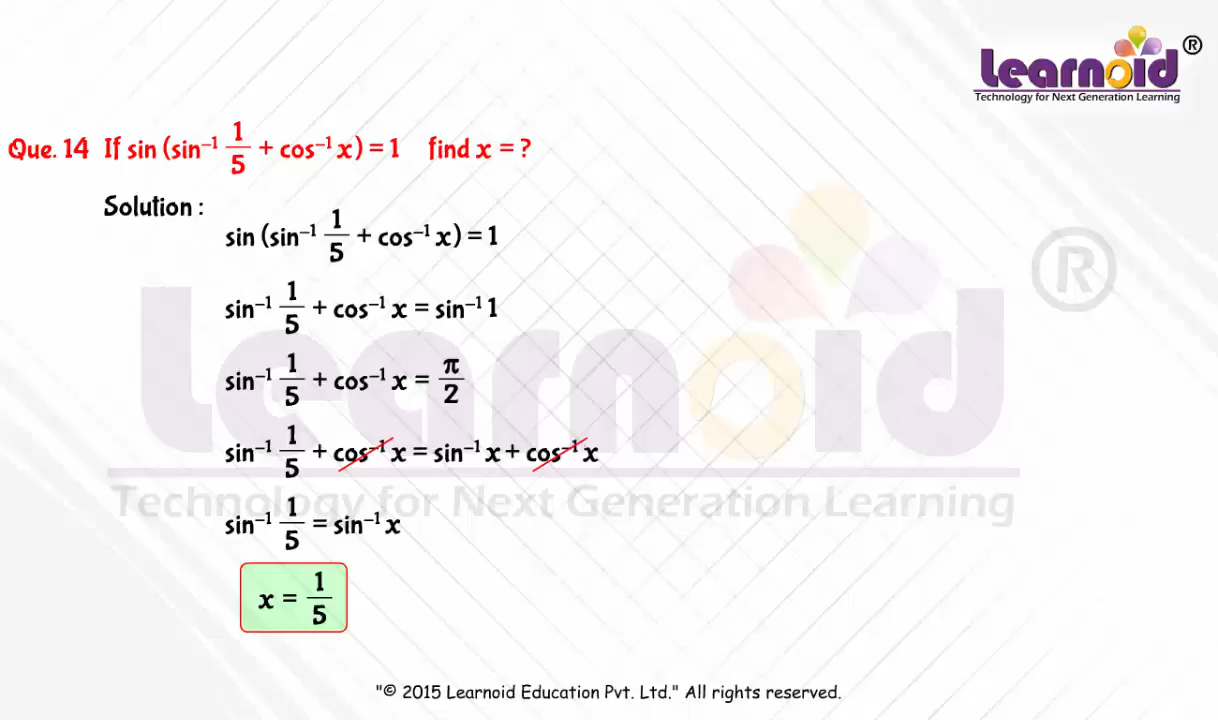 Learnoid ®
Technology for Next Generation Learning
Que. 14 If sin (sin⁻¹ 1/5 + cos⁻¹ x) = 1 find x = ?
Solution :
sin (sin⁻¹ 1/5 + cos⁻¹ x) = 1
sin⁻¹ 1/5 + cos⁻¹ x = sin⁻¹ 1
sin⁻¹ 1/5 + cos⁻¹ x = π/2
sin⁻¹ 1/5 + cos⁻¹ x = sin⁻¹ x + cos⁻¹ x
sin⁻¹ 1/5 = sin⁻¹ x
x = 1/5
Learnoid ®
Technology for Next Generation Learning
"© 2015 Learnoid Education Pvt. Ltd." All rights reserved.